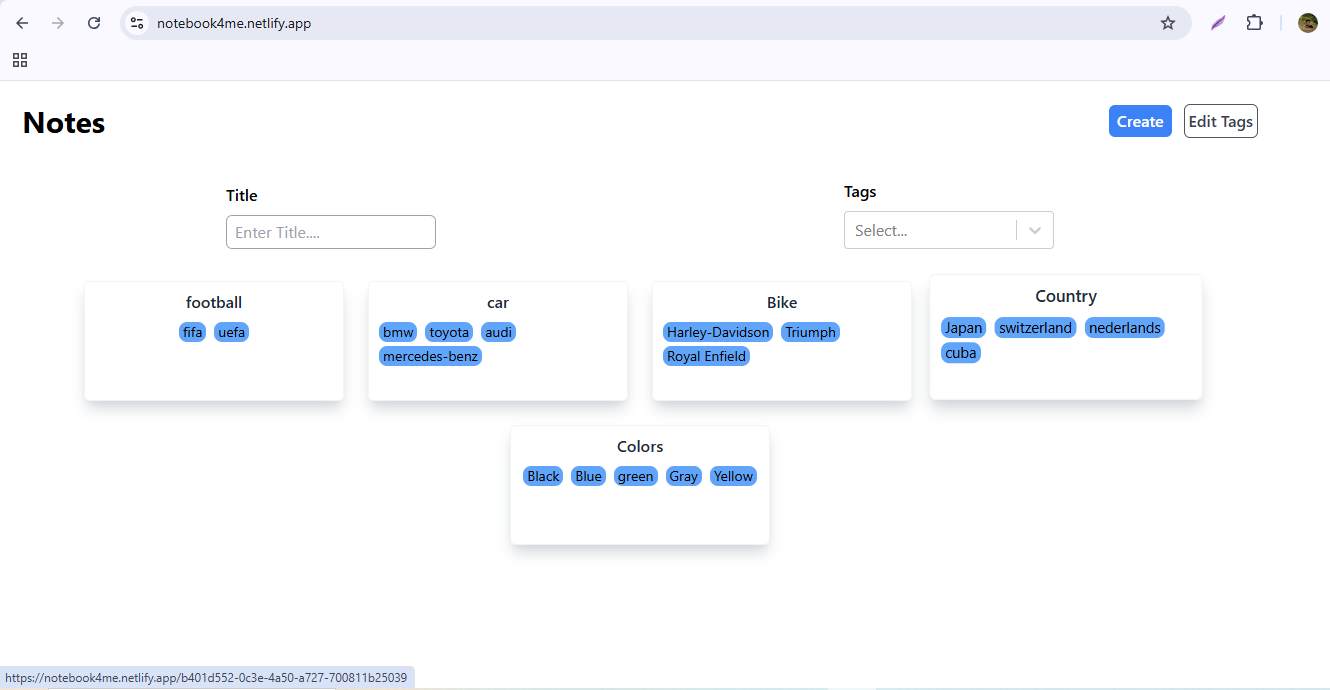 notebook4me.netlify.app
Notes
Create Edit Tags
Title
Enter Title....
Tags
Select...
football
fifa uefa
car
bmw toyota audi
mercedes-benz
Bike
Harley-Davidson Triumph
Royal Enfield
Country
Japan switzerland nederlands
cuba
Colors
Black Blue green Gray Yellow
https://notebook4me.netlify.app/b401d552-0c3e-4a50-a727-700811b25039